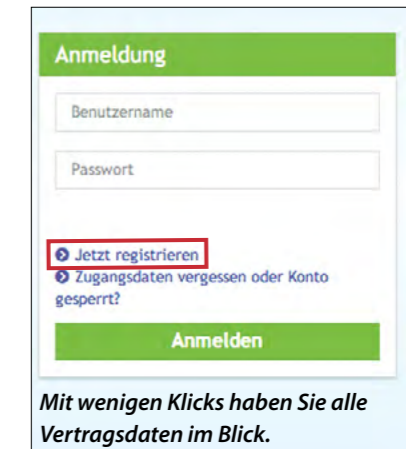 Anmeldung
Benutzername
Passwort
Jetzt registrieren
Zugangsdaten vergessen oder Konto
gesperrt?
Anmelden
Mit wenigen Klicks haben Sie alle
Vertragsdaten im Blick.